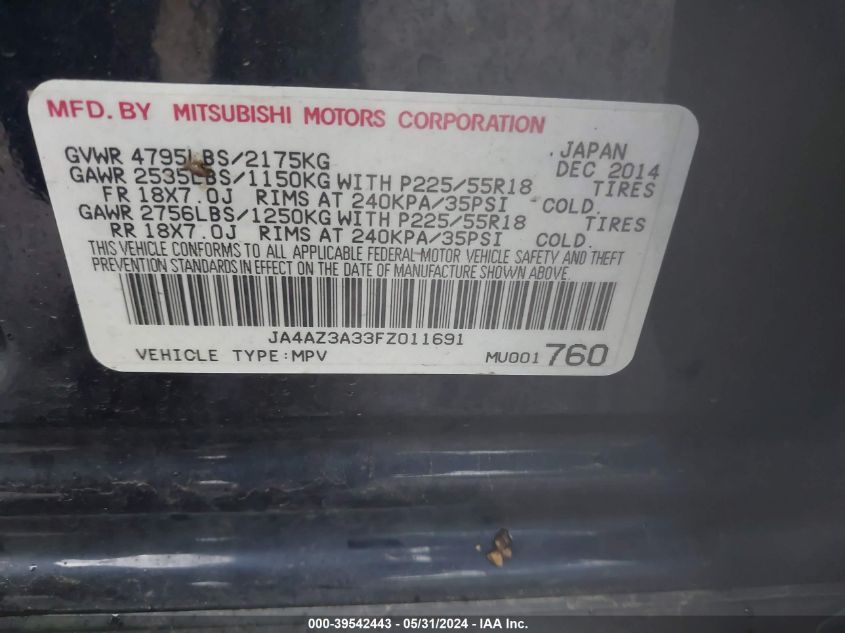 MFD. BY MITSUBISHI MOTORS CORPORATION
JAPAN
GVWR 4795LBS/2175KG DEC 2014
GAWR 2535LBS/1150KG WITH P225/55R18 TIRES
FR 18X7.0J RIMS AT 240KPA/35PSI COLD.
GAWR 2756LBS/1250KG WITH P225/55R18 TIRES
RR 18X7.0J RIMS AT 240KPA/35PSI COLD.
THIS VEHICLE CONFORMS TO ALL APPLICABLE FEDERAL MOTOR VEHICLE SAFETY AND THEFT
PREVENTION STANDARDS IN EFFECT ON THE DATE OF MANUFACTURE SHOWN ABOVE.
JA4AZ3A33FZ011691
VEHICLE TYPE:MPV MU001760
000-39542443 / 05/31/2024 - IAA Inc.